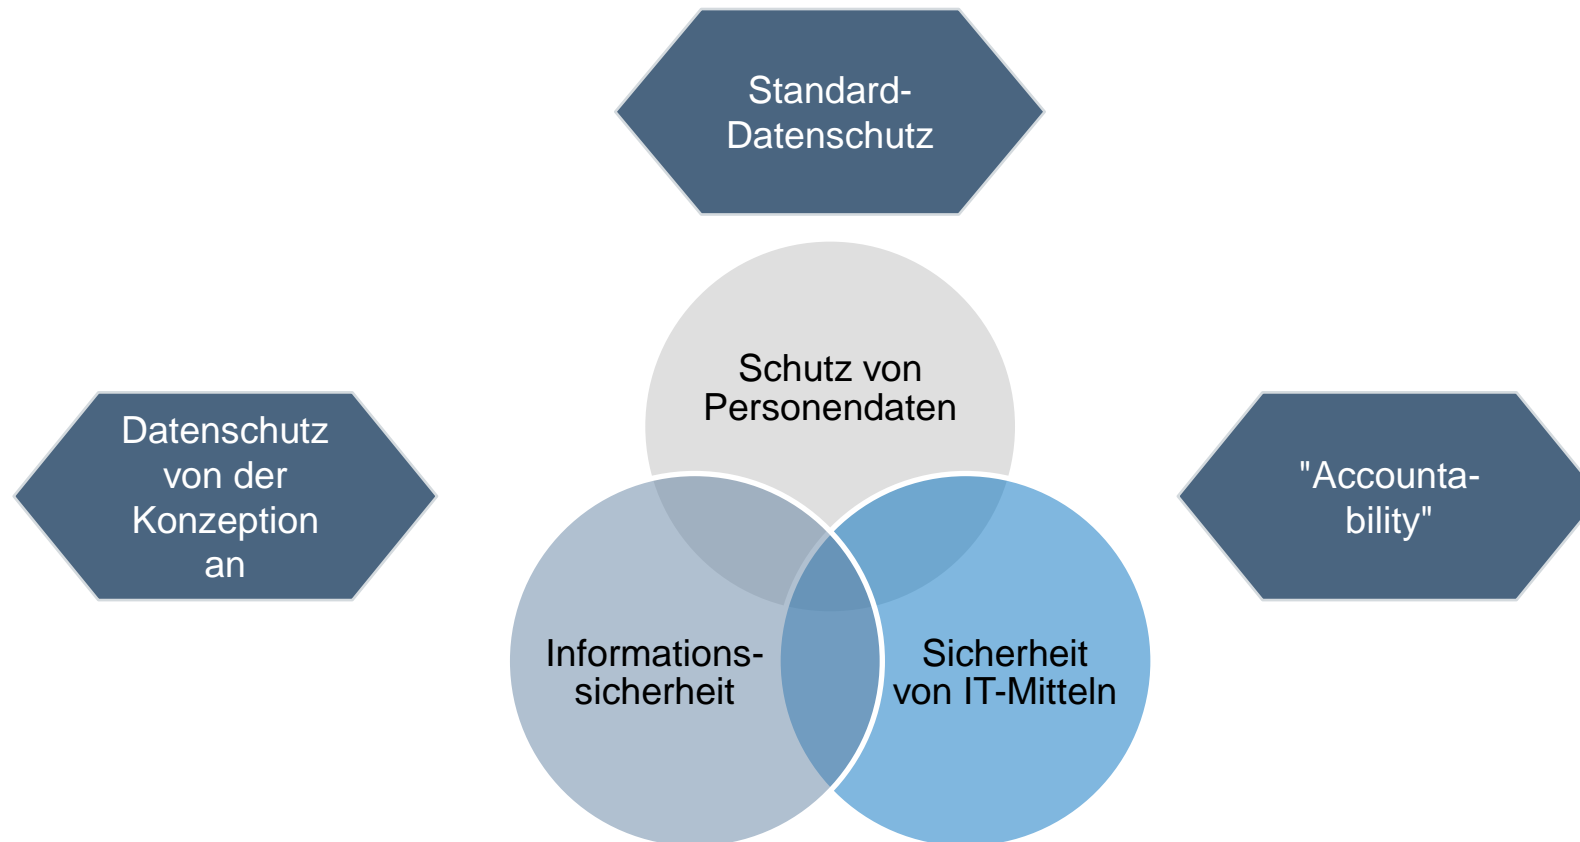 Standard-
Datenschutz
Schutz von
Personendaten
Datenschutz
von der
Konzeption
an
"Accounta-
bility"
Informations-
sicherheit
Sicherheit
von IT-Mitteln